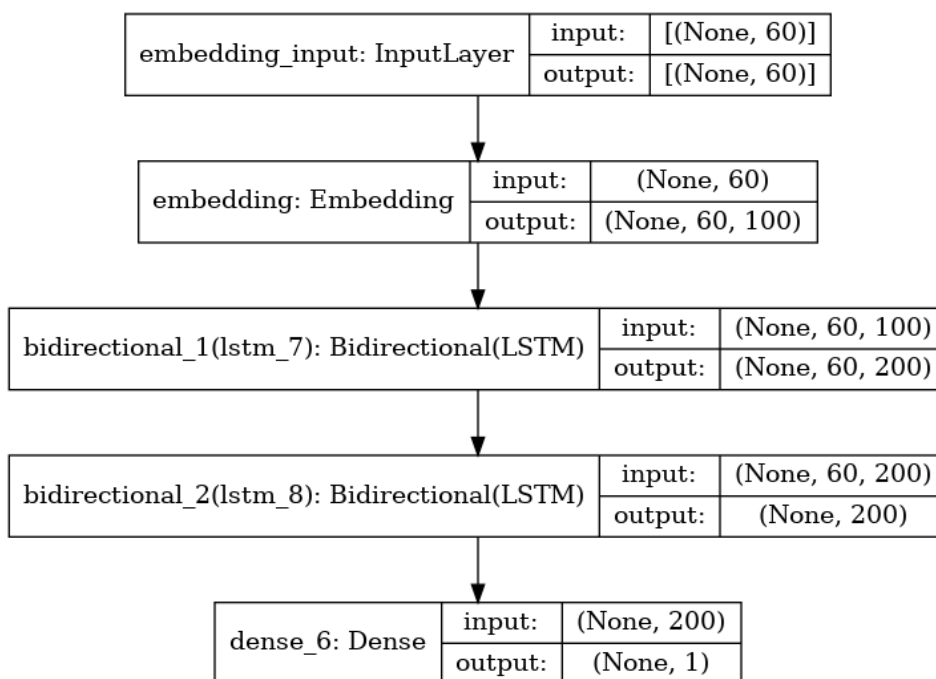 embedding_input: InputLayer
input: [(None, 60)]
output: [(None, 60)]
embedding: Embedding
input: (None, 60)
output: (None, 60, 100)
bidirectional_1(lstm_7): Bidirectional(LSTM)
input: (None, 60, 100)
output: (None, 60, 200)
bidirectional_2(lstm_8): Bidirectional(LSTM)
input: (None, 60, 200)
output: (None, 200)
dense_6: Dense
input: (None, 200)
output: (None, 1)